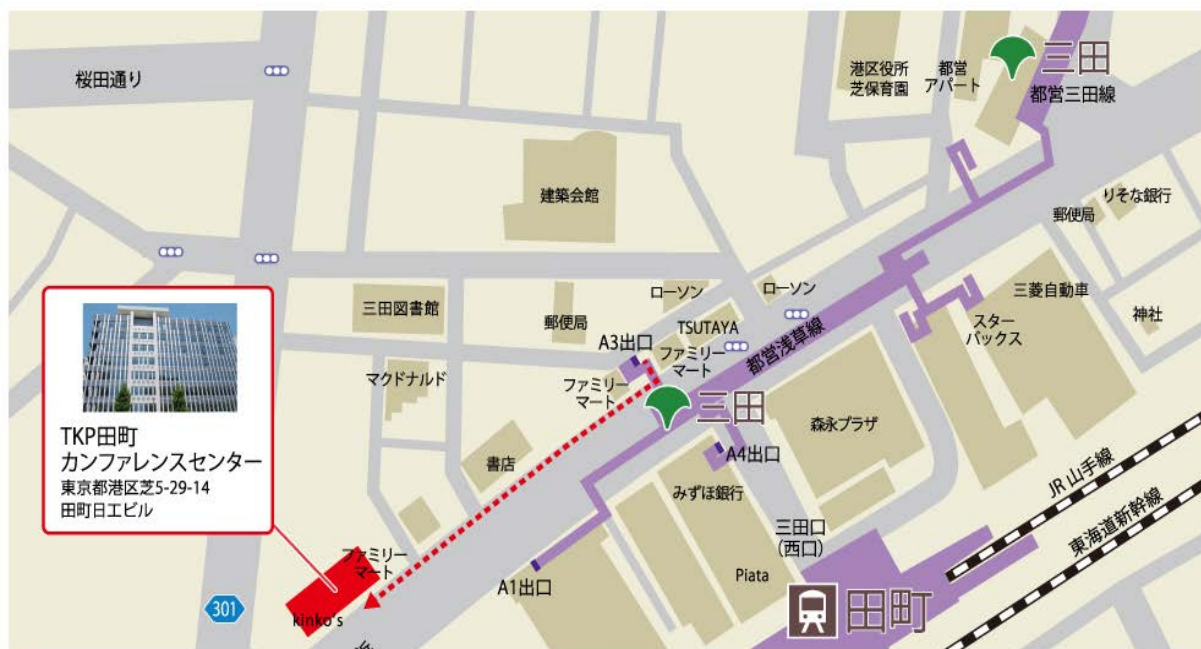 桜田通り
港区役所
芝保育園
都営
アパート
三田
都営三田線
建築会館
りそな銀行
郵便局
三田図書館
郵便局
ローソン
ローソン
三菱自動車
神社
TSUTAYA
スター
バックス
A3出口
ファミリー
マート
都営浅草線
マクドナルド
ファミリー
マート
三田
森永プラザ
TKP田町
カンファレンスセンター
東京都港区芝5-29-14
田町日工ビル
書店
A4出口
みずほ銀行
JR山手線
東海道新幹線
三田口
(西口)
ファミリー
マート
A1出口
Piata
田町
301
kinko's